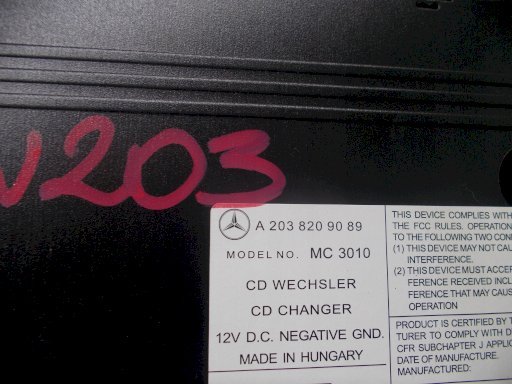 W203
A 203 820 90 89
MODEL NO. MC 3010
CD WECHSLER
CD CHANGER
12V D.C. NEGATIVE GND.
MADE IN HUNGARY
THIS DEVICE COMPLIES WITH
THE FCC RULES. OPERATION
TO THE FOLLOWING TWO
(1) THIS DEVICE MAY NOT
INTERFERENCE.
(2) THIS DEVICE MUST ACCEPT
FERENCE RECEIVED
FERENCE THAT MAY CAUSE
OPERATION
PRODUCT IS CERTIFIED BY
TURER TO COMPLY WITH
CFR SUBCHAPTER J
DATE OF MANUFACTURE.
MANUFACTURED: